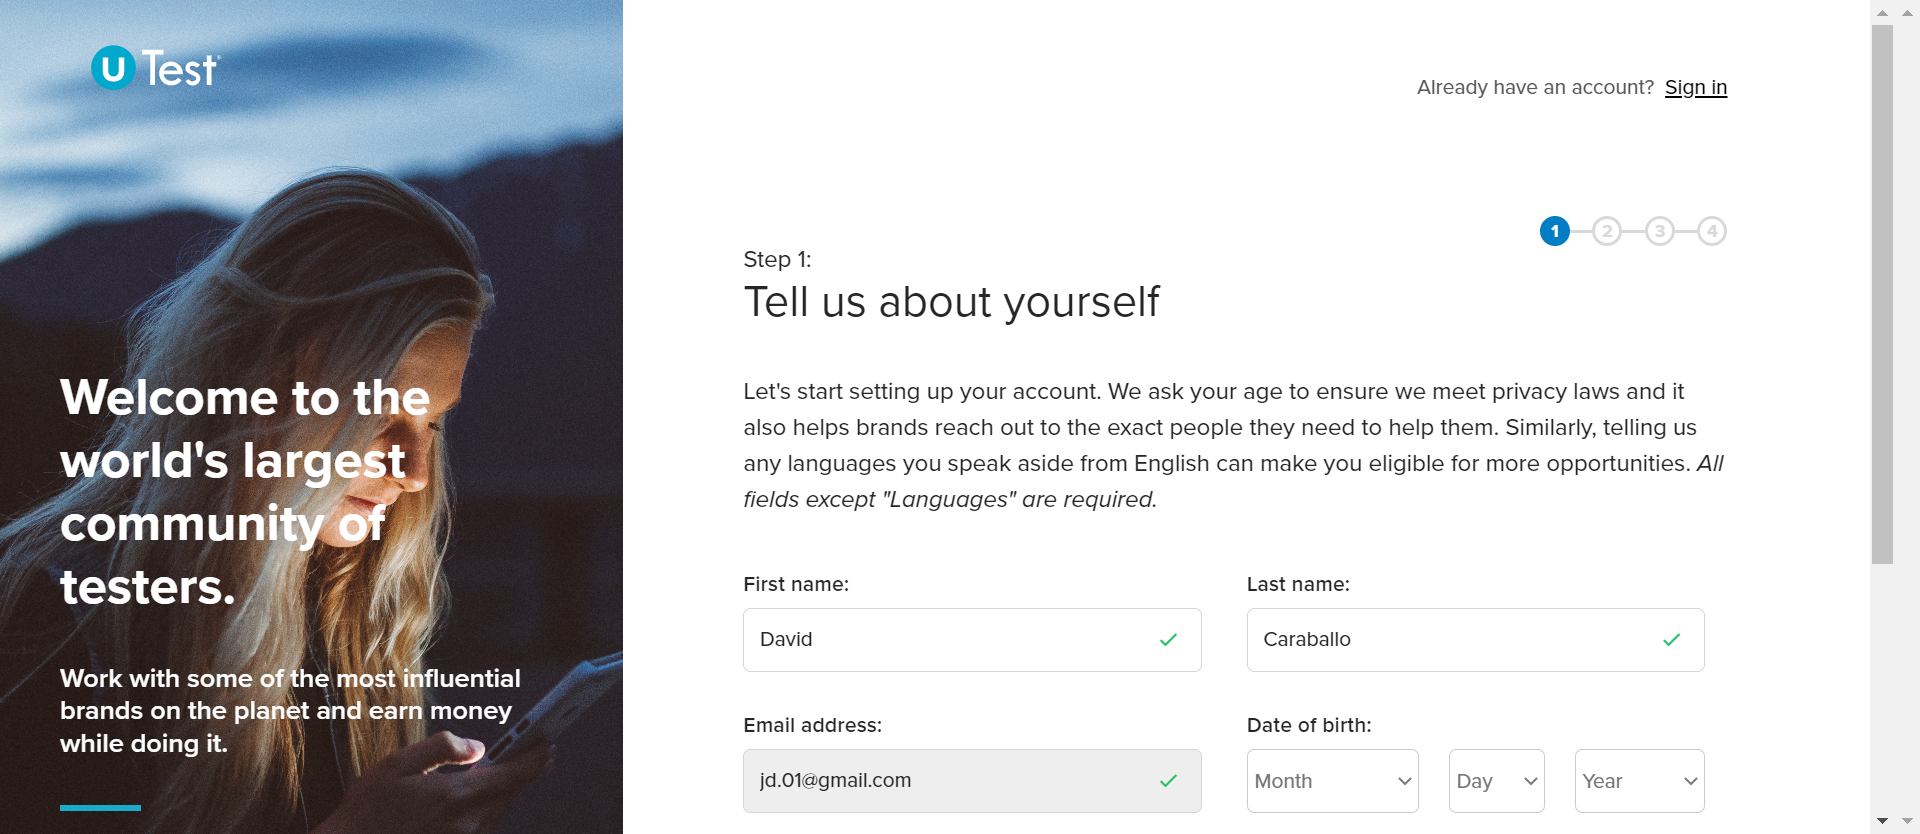 u Test
Already have an account? Sign in
1 2 3 4
Step 1:
Tell us about yourself
Let's start setting up your account. We ask your age to ensure we meet privacy laws and it
also helps brands reach out to the exact people they need to help them. Similarly, telling us
any languages you speak aside from English can make you eligible for more opportunities. All
fields except "Languages" are required.
Welcome to the
world's largest
community of
testers.
Work with some of the most influential
brands on the planet and earn money
while doing it.
First name:
Last name:
David
Caraballo
Email address:
Date of birth:
jd.01@gmail.com
Month
Day
Year